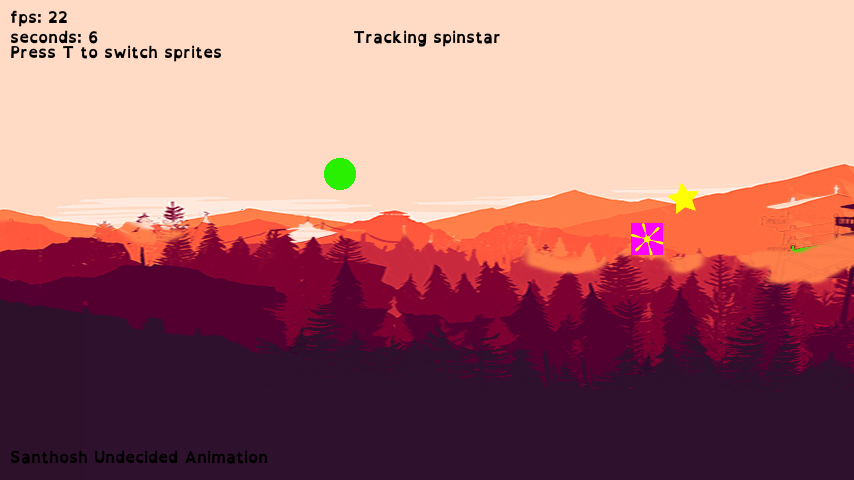 fps: 22
seconds: 6
Tracking spinstar
Press T to switch sprites
Santhosh Undecided Animation